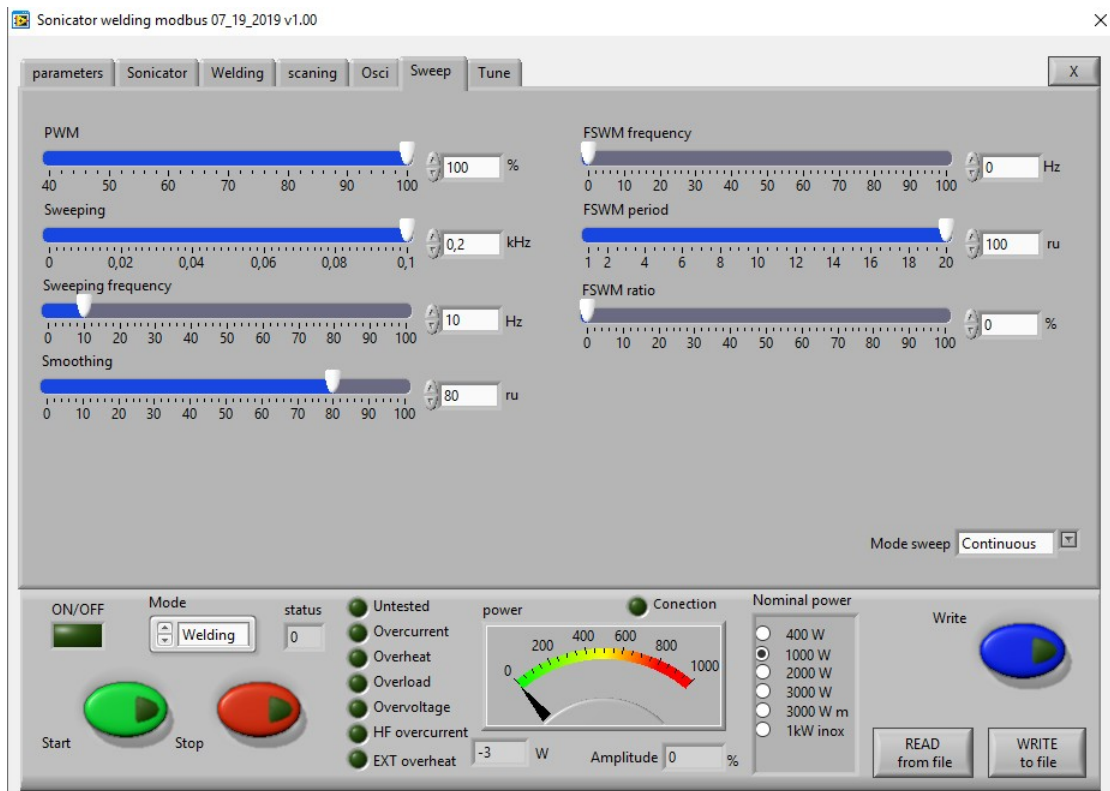 Sonicator welding modbus 07_19_2019 v1.00
parameters Sonicator Welding scaning Osci Sweep Tune X
PWM
40 50 60 70 80 90 100
100 %
Sweeping
0 0,02 0,04 0,06 0,08 0,1
0,2 kHz
Sweeping frequency
0 10 20 30 40 50 60 70 80 90 100
10 Hz
Smoothing
0 10 20 30 40 50 60 70 80 90 100
80 ru
FSWM frequency
0 10 20 30 40 50 60 70 80 90 100
0 Hz
FSWM period
1 2 4 6 8 10 12 14 16 18 20
100 ru
FSWM ratio
0 10 20 30 40 50 60 70 80 90 100
0 %
Mode sweep Continuous
ON/OFF
Mode
Welding
status
0
Start
Stop
Untested
Overcurrent
Overheat
Overload
Overvoltage
HF overcurrent
EXT overheat
power
Conection
0 200 400 600 800 1000
-3 W
Amplitude 0 %
Nominal power
400 W
1000 W
2000 W
3000 W
3000 W m
1kW inox
Write
READ
from file
WRITE
to file